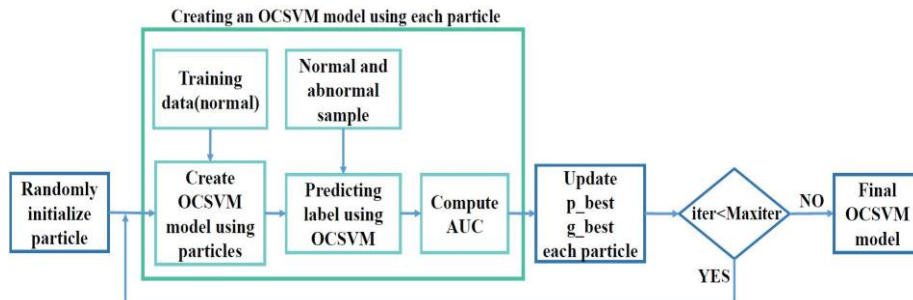 Creating an OCSVM model using each particle
Training
data(normal)
Normal and
abnormal
sample
Randomly
initialize
particle
Create
OCSVM
model using
particles
Predicting
label using
OCSVM
Compute
AUC
Update
p_best
g_best
each particle
iter<Maxiter
NO
Final
OCSVM
model
YES